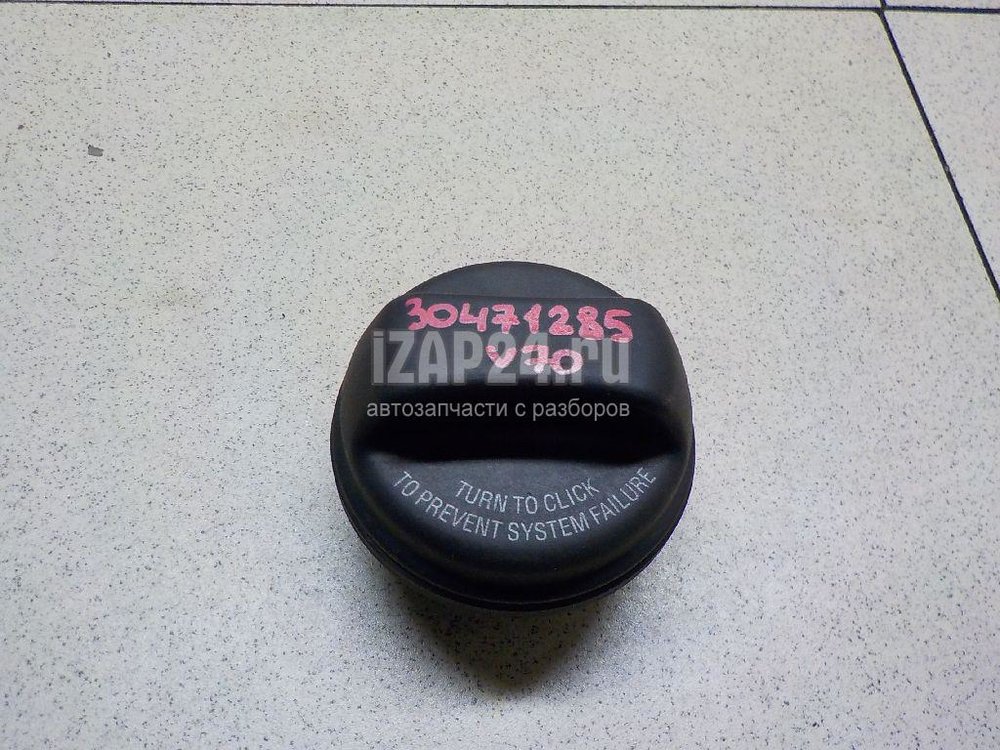 30471285
V70
iZAP24.ru
автозапчасти с разборов
TURN TO CLICK
TO PREVENT SYSTEM FAILURE